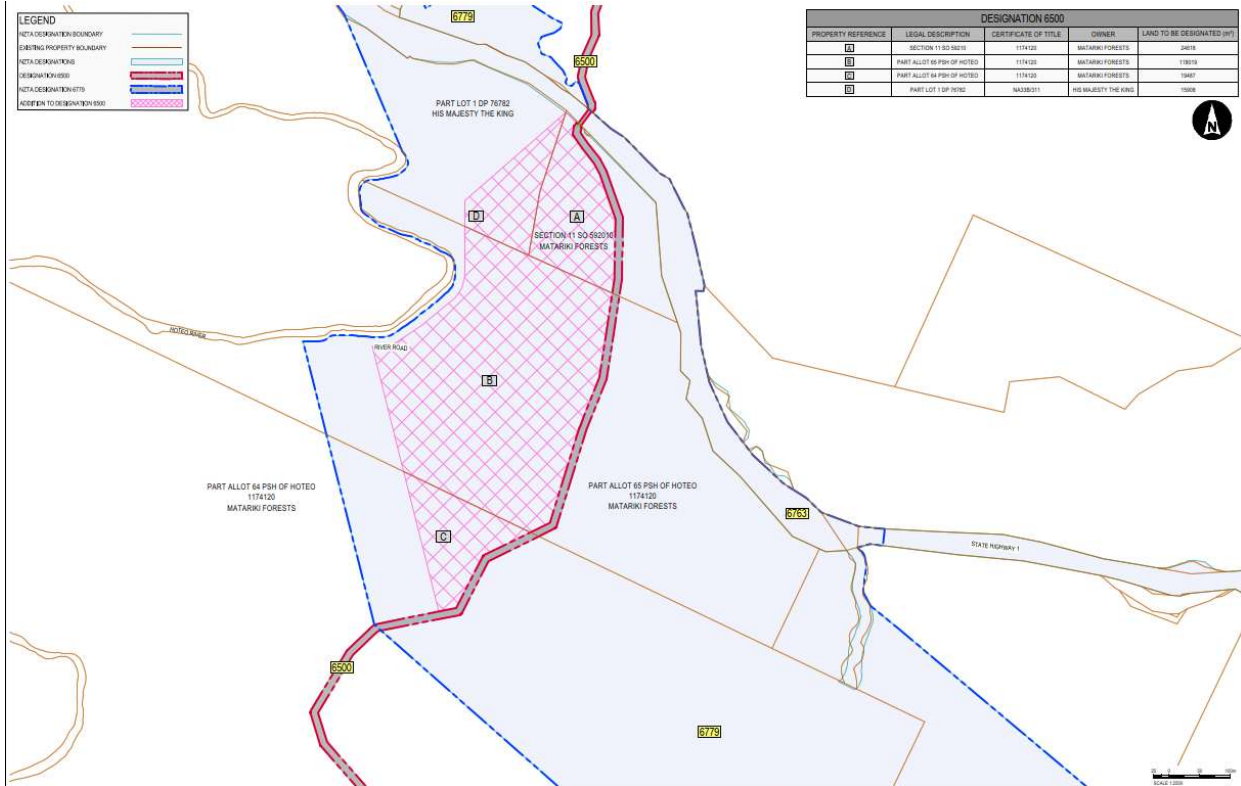 LEGEND
NZTA DESIGNATION BOUNDARY
EXISTING PROPERTY BOUNDARY
NZTA DESIGNATIONS
DESIGNATION 6500
NZTA DESIGNATION 6779
ADDITION TO DESIGNATION 6500
DESIGNATION 6500
PROPERTY REFERENCE LEGAL DESCRIPTION CERTIFICATE OF TITLE OWNER LAND TO BE DESIGNATED (m²)
A SECTION 11 SO 592010 1174120 MATARIKI FORESTS
B PART ALLOT 65 PSH OF HOTEO 1174120 MATARIKI FORESTS
C PART ALLOT 64 PSH OF HOTEO 1174120 MATARIKI FORESTS
D PART LOT 1 DP 76782 NA33B/311 HIS MAJESTY THE KING
N
6779
6500
PART LOT 1 DP 76782
HIS MAJESTY THE KING
D
A
SECTION 11 SO 592010
MATARIKI FORESTS
HOTEO RIVER
RIVER ROAD
B
PART ALLOT 64 PSH OF HOTEO
1174120
MATARIKI FORESTS
PART ALLOT 65 PSH OF HOTEO
1174120
MATARIKI FORESTS
6763
C
STATE HIGHWAY 1
6500
6779